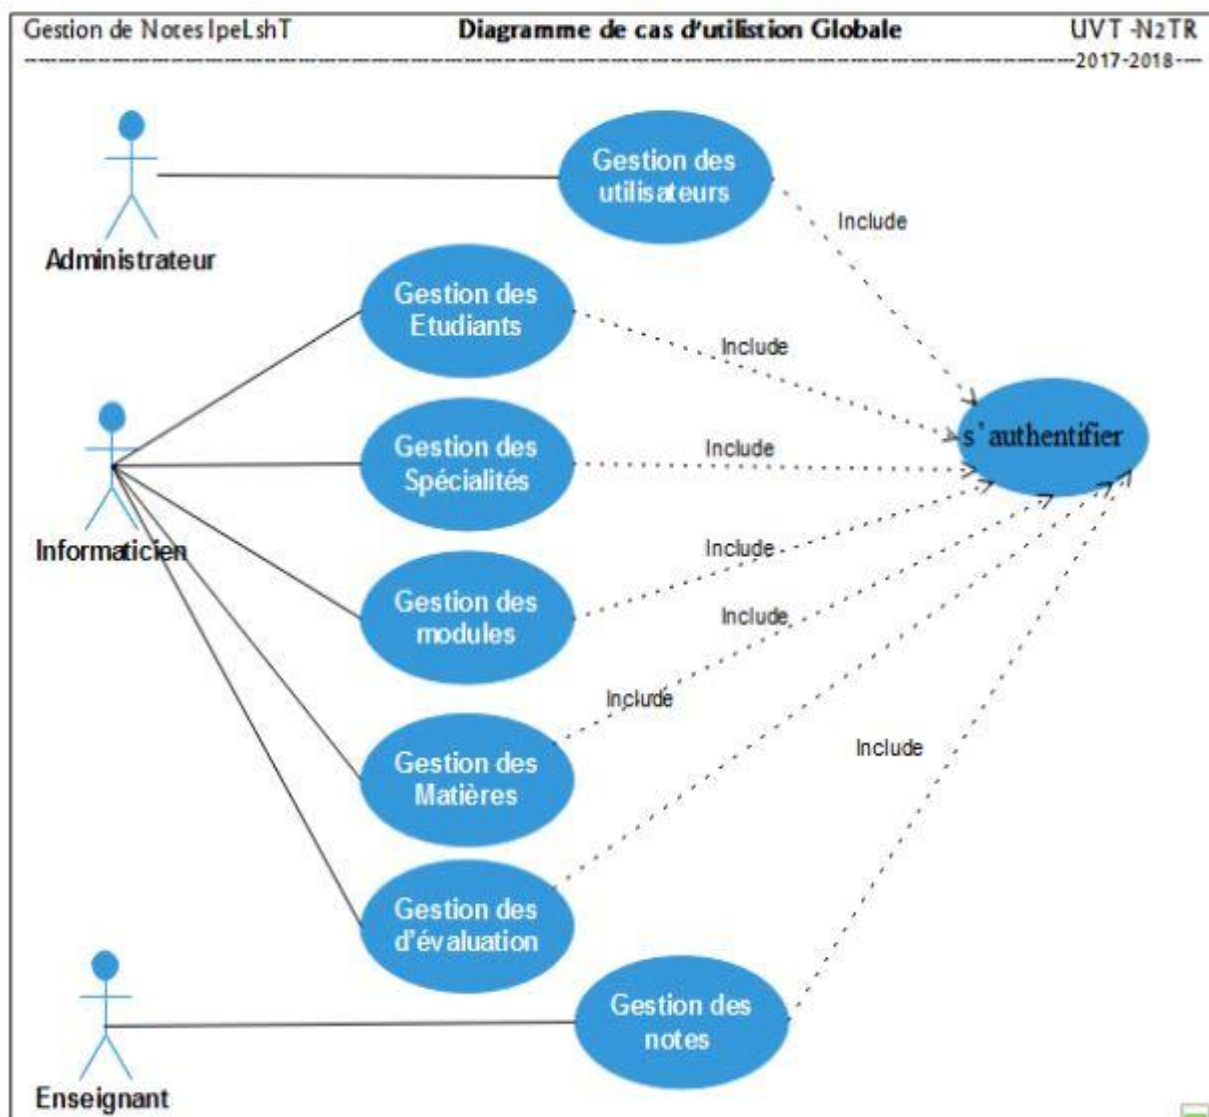 Gestion de Notes IpeLshT
Diagramme de cas d'utilistion Globale
UVT -N2TR
2017-2018
Gestion des
utilisateurs
Include
Administrateur
Gestion des
Etudiants
Include
s'authentifier
Gestion des
Spécialités
Include
Informaticien
Include
Gestion des
modules
Include
Include
Gestion des
Matières
Include
Gestion des
d'évaluation
Gestion des
notes
Enseignant